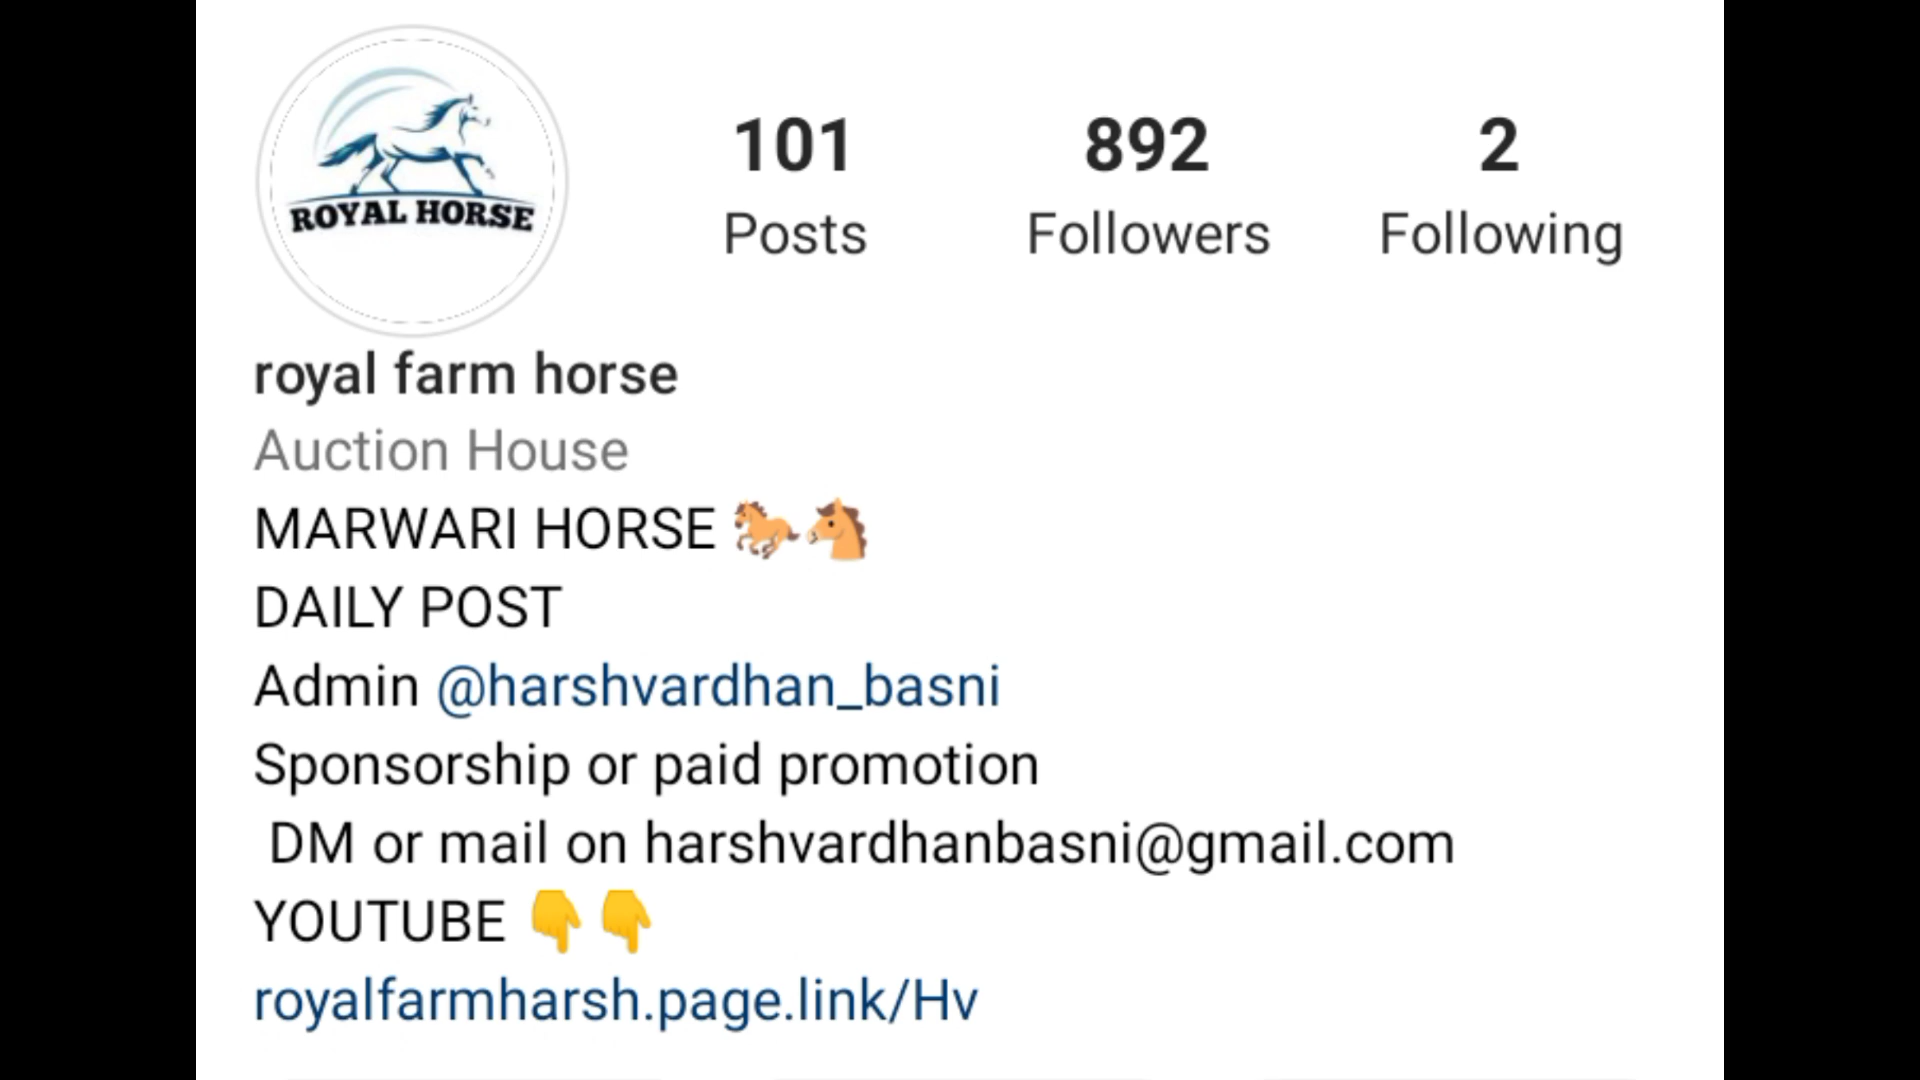 ROYAL HORSE
101 892 2
Posts Followers Following
royal farm horse
Auction House
MARWARI HORSE 🐎🐴
DAILY POST
Admin @harshvardhan_basni
Sponsorship or paid promotion
DM or mail on harshvardhanbasni@gmail.com
YOUTUBE 👇👇
royalfarmharsh.page.link/Hv